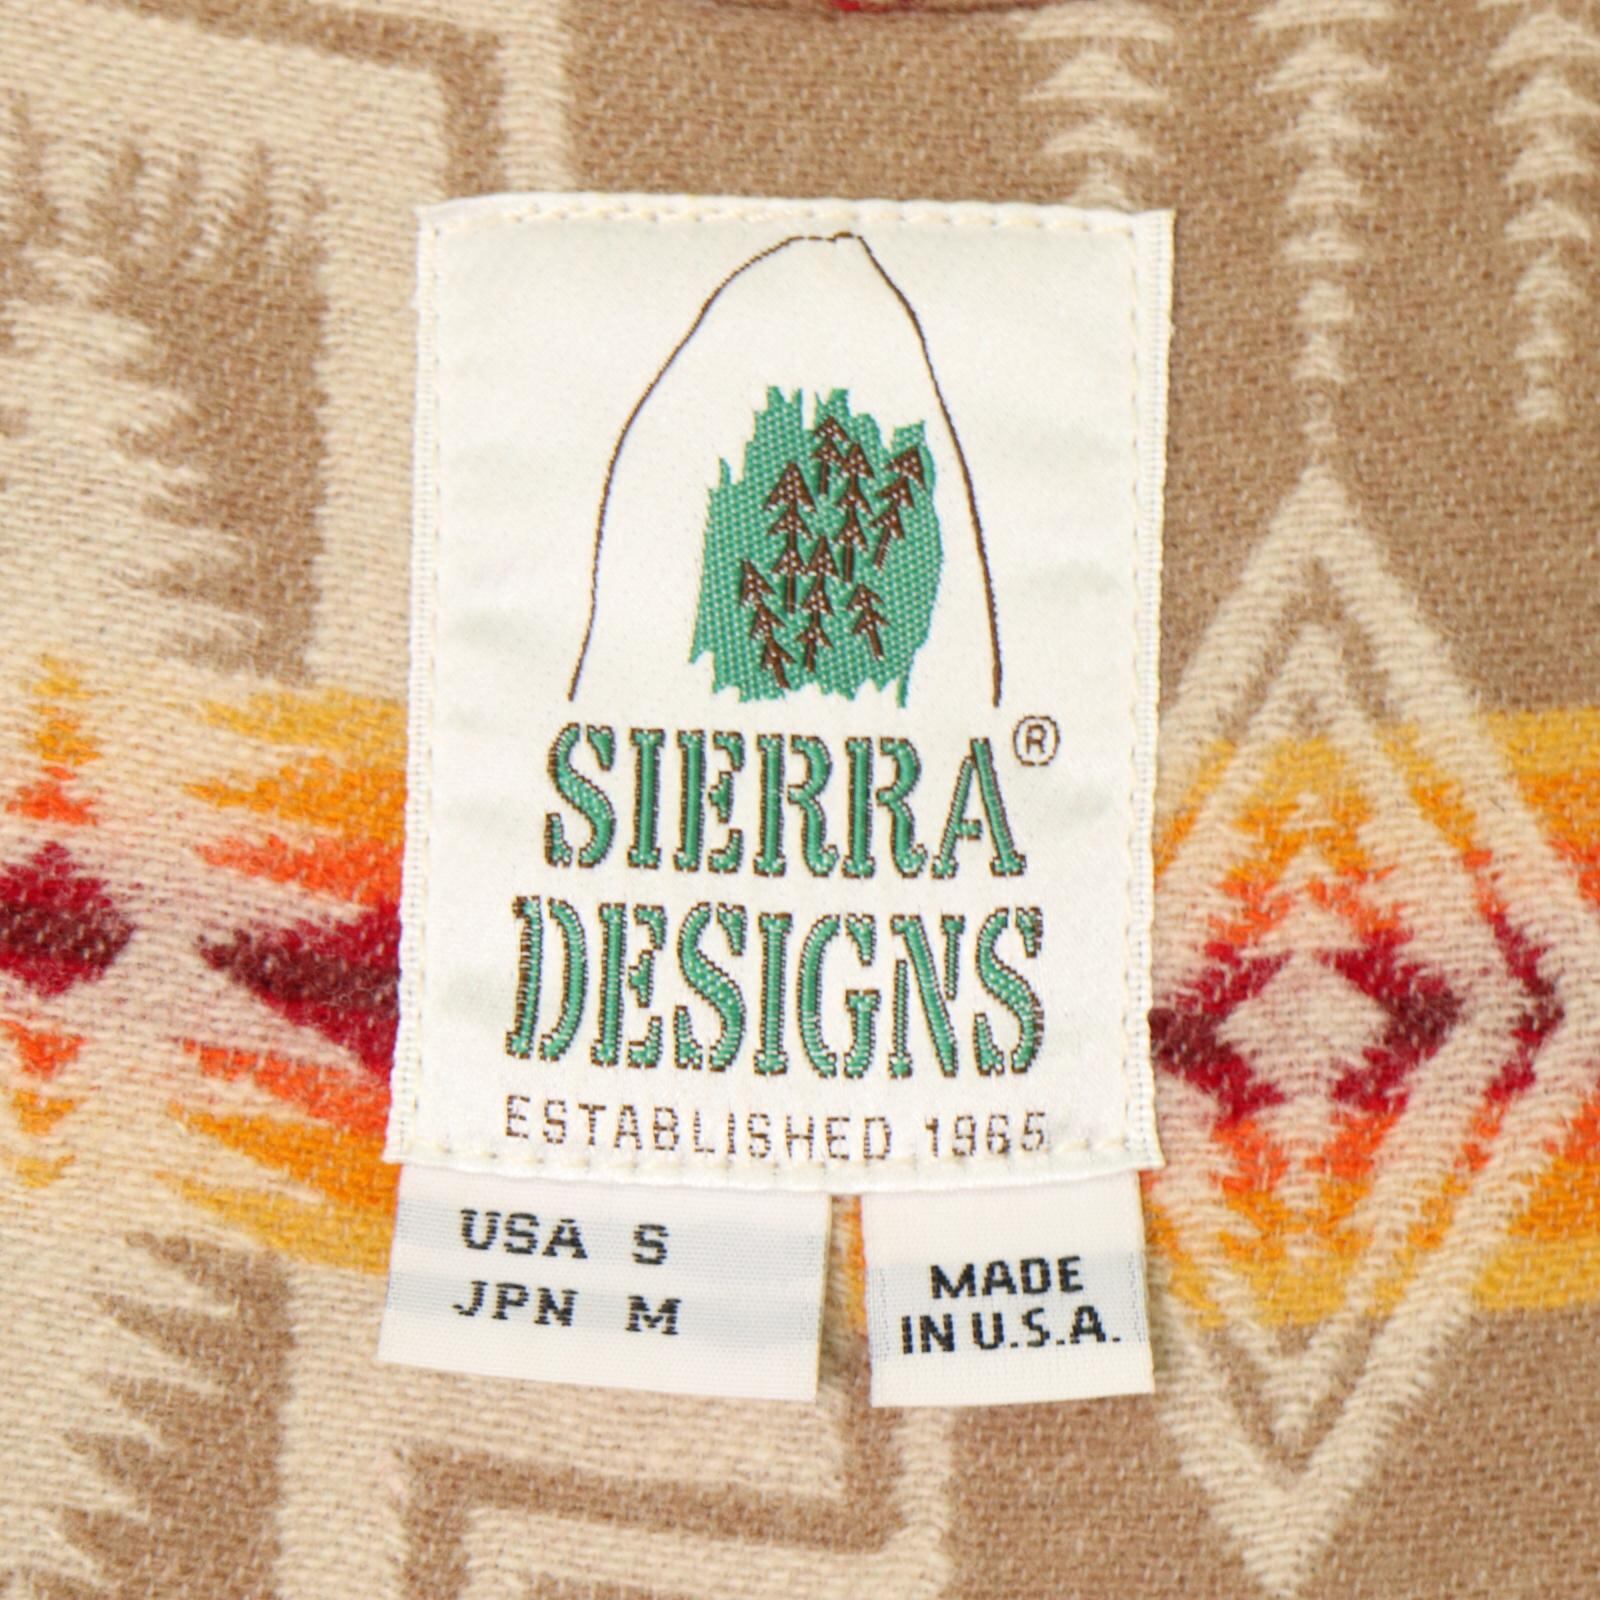 SIERRA®
DESIGNS
ESTABLISHED 1965
USA S
JPN M
MADE
IN U.S.A.